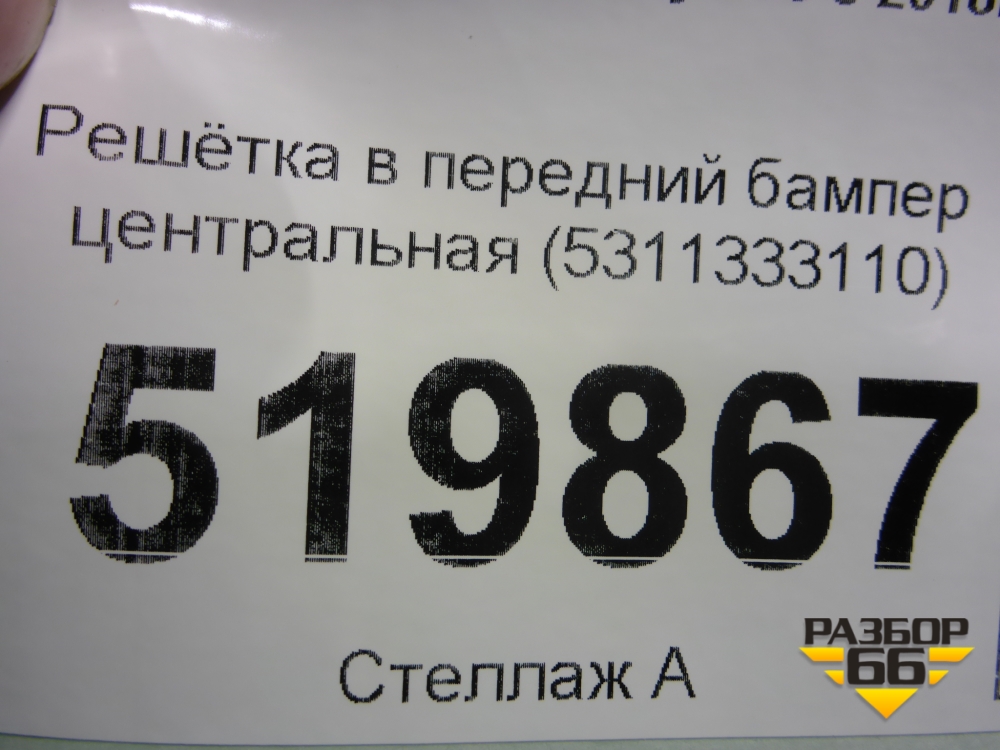 Решётка в передний бампер
центральная (5311333110)
519867
Стеллаж А
РАЗБОР
66